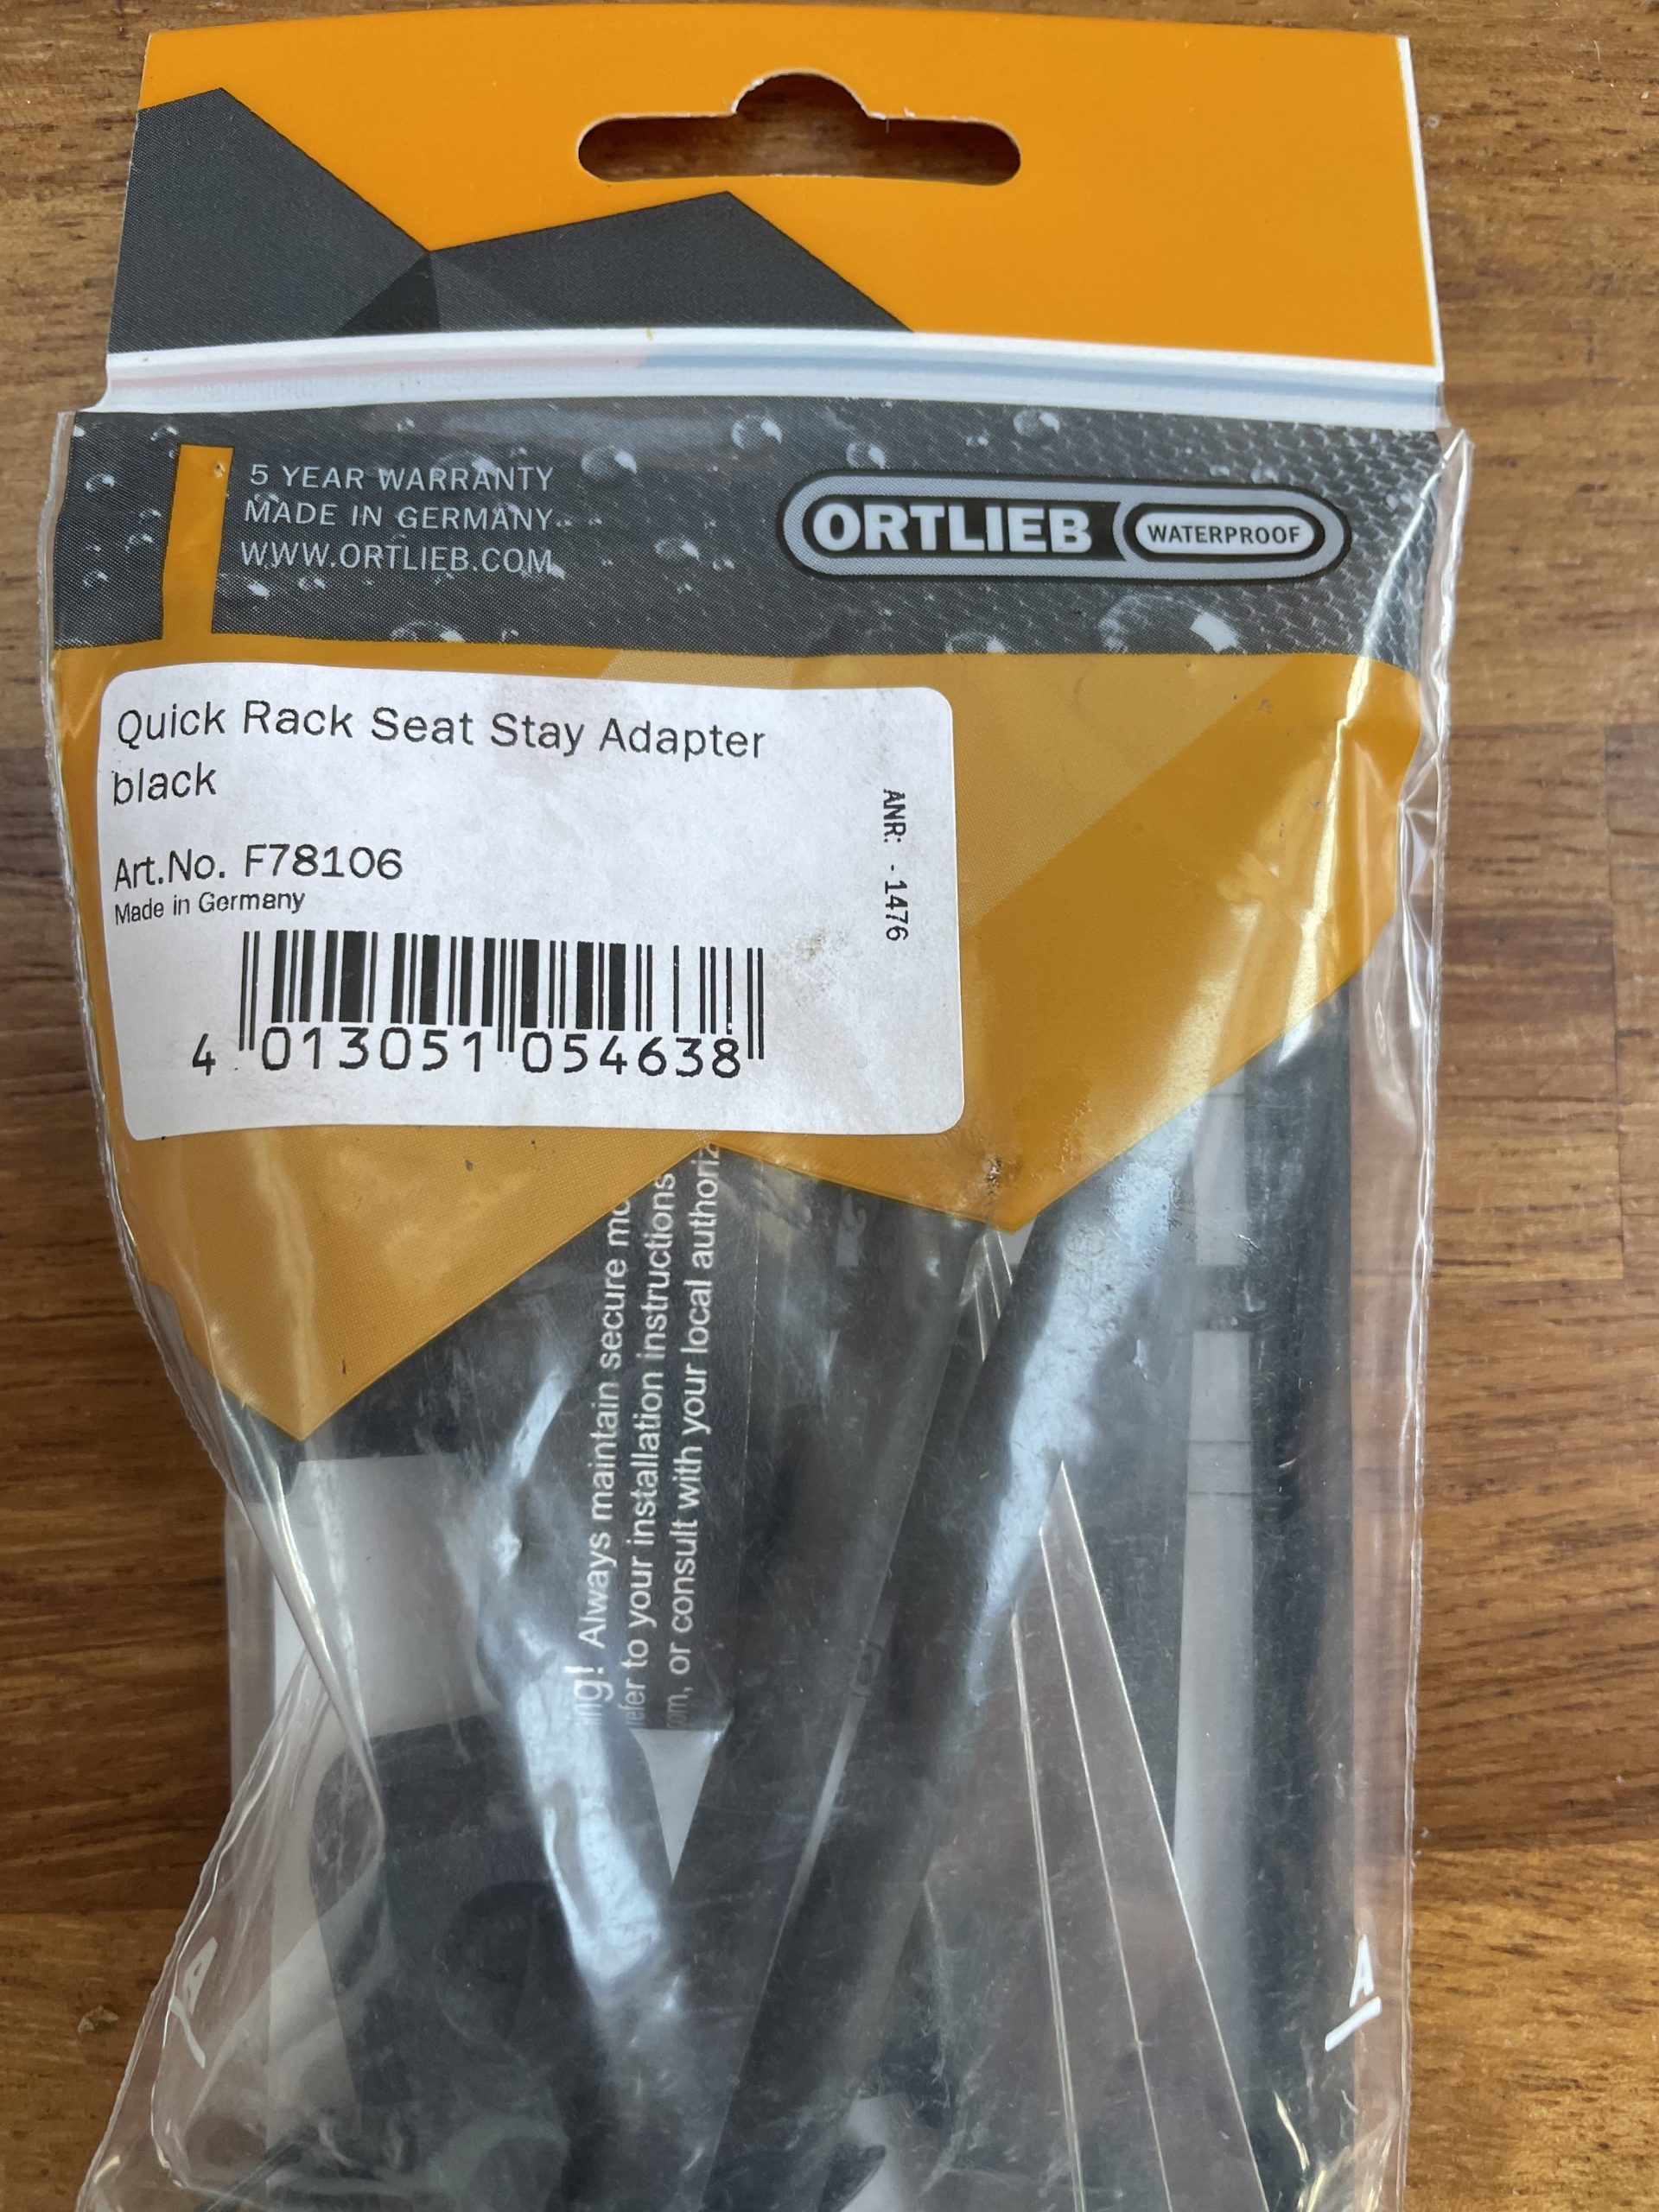 5 YEAR WARRANTY
MADE IN GERMANY
WWW.ORTLIEB.COM
ORTLIEB WATERPROOF
Quick Rack Seat Stay Adapter
black
Art.No. F78106
Made in Germany
ANR: -1476
4 013051 054638
Always maintain secure
to your installation instructions
or consult with your local
A
A